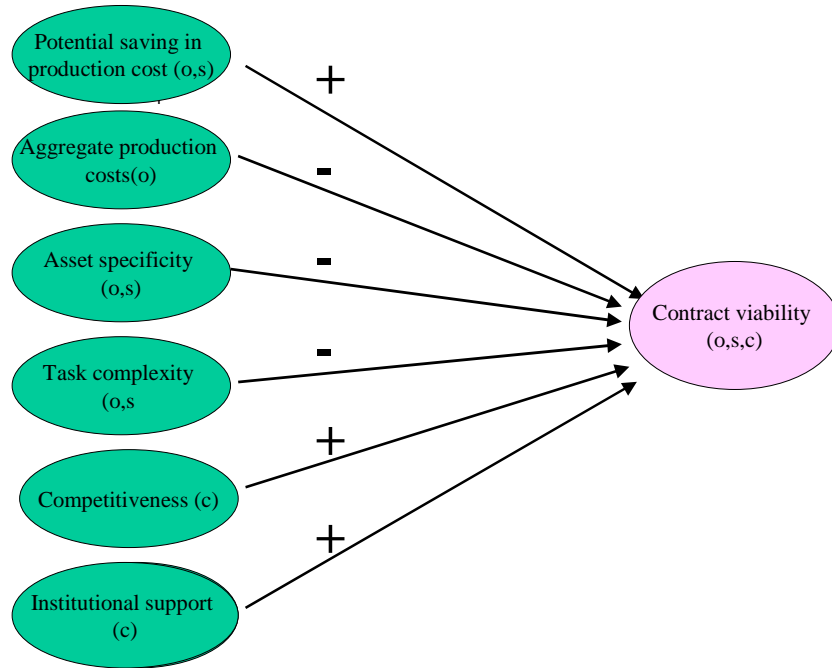 Potential saving in
production cost (o,s)
+
Aggregate production
costs(o)
-
Asset specificity
(o,s)
-
Contract viability
(o,s,c)
Task complexity
(o,s
-
Competitiveness (c)
+
Institutional support
(c)
+